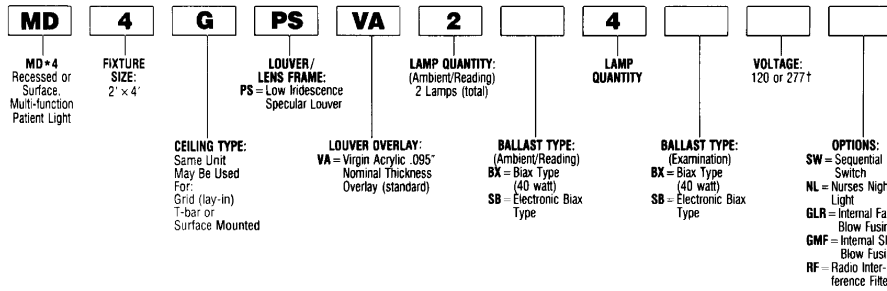 MD 4 G PS VA 2 4
MD*4
Recessed or
Surface,
Multi-function
Patient Light
FIXTURE
SIZE:
2' × 4'
CEILING TYPE:
Same Unit
May Be Used
For:
Grid (lay-in)
T-bar or
Surface Mounted
LOUVER/
LENS FRAME:
PS = Low Iridescence
Specular Louver
LOUVER OVERLAY:
VA = Virgin Acrylic .095"
Nominal Thickness
Overlay (standard)
LAMP QUANTITY:
(Ambient/Reading)
2 Lamps (total)
BALLAST TYPE:
(Ambient/Reading)
BX = Biax Type
(40 watt)
SB = Electronic Biax
Type
LAMP
QUANTITY
BALLAST TYPE:
(Examination)
BX = Biax Type
(40 watt)
SB = Electronic Biax
Type
VOLTAGE:
120 or 277†
OPTIONS:
SW = Sequential
Switch
NL = Nurses Nigh
Light
GLR = Internal Fa
Blow Fusin
GMF = Internal Sl
Blow Fusi
RF = Radio Inter-
ference Filte